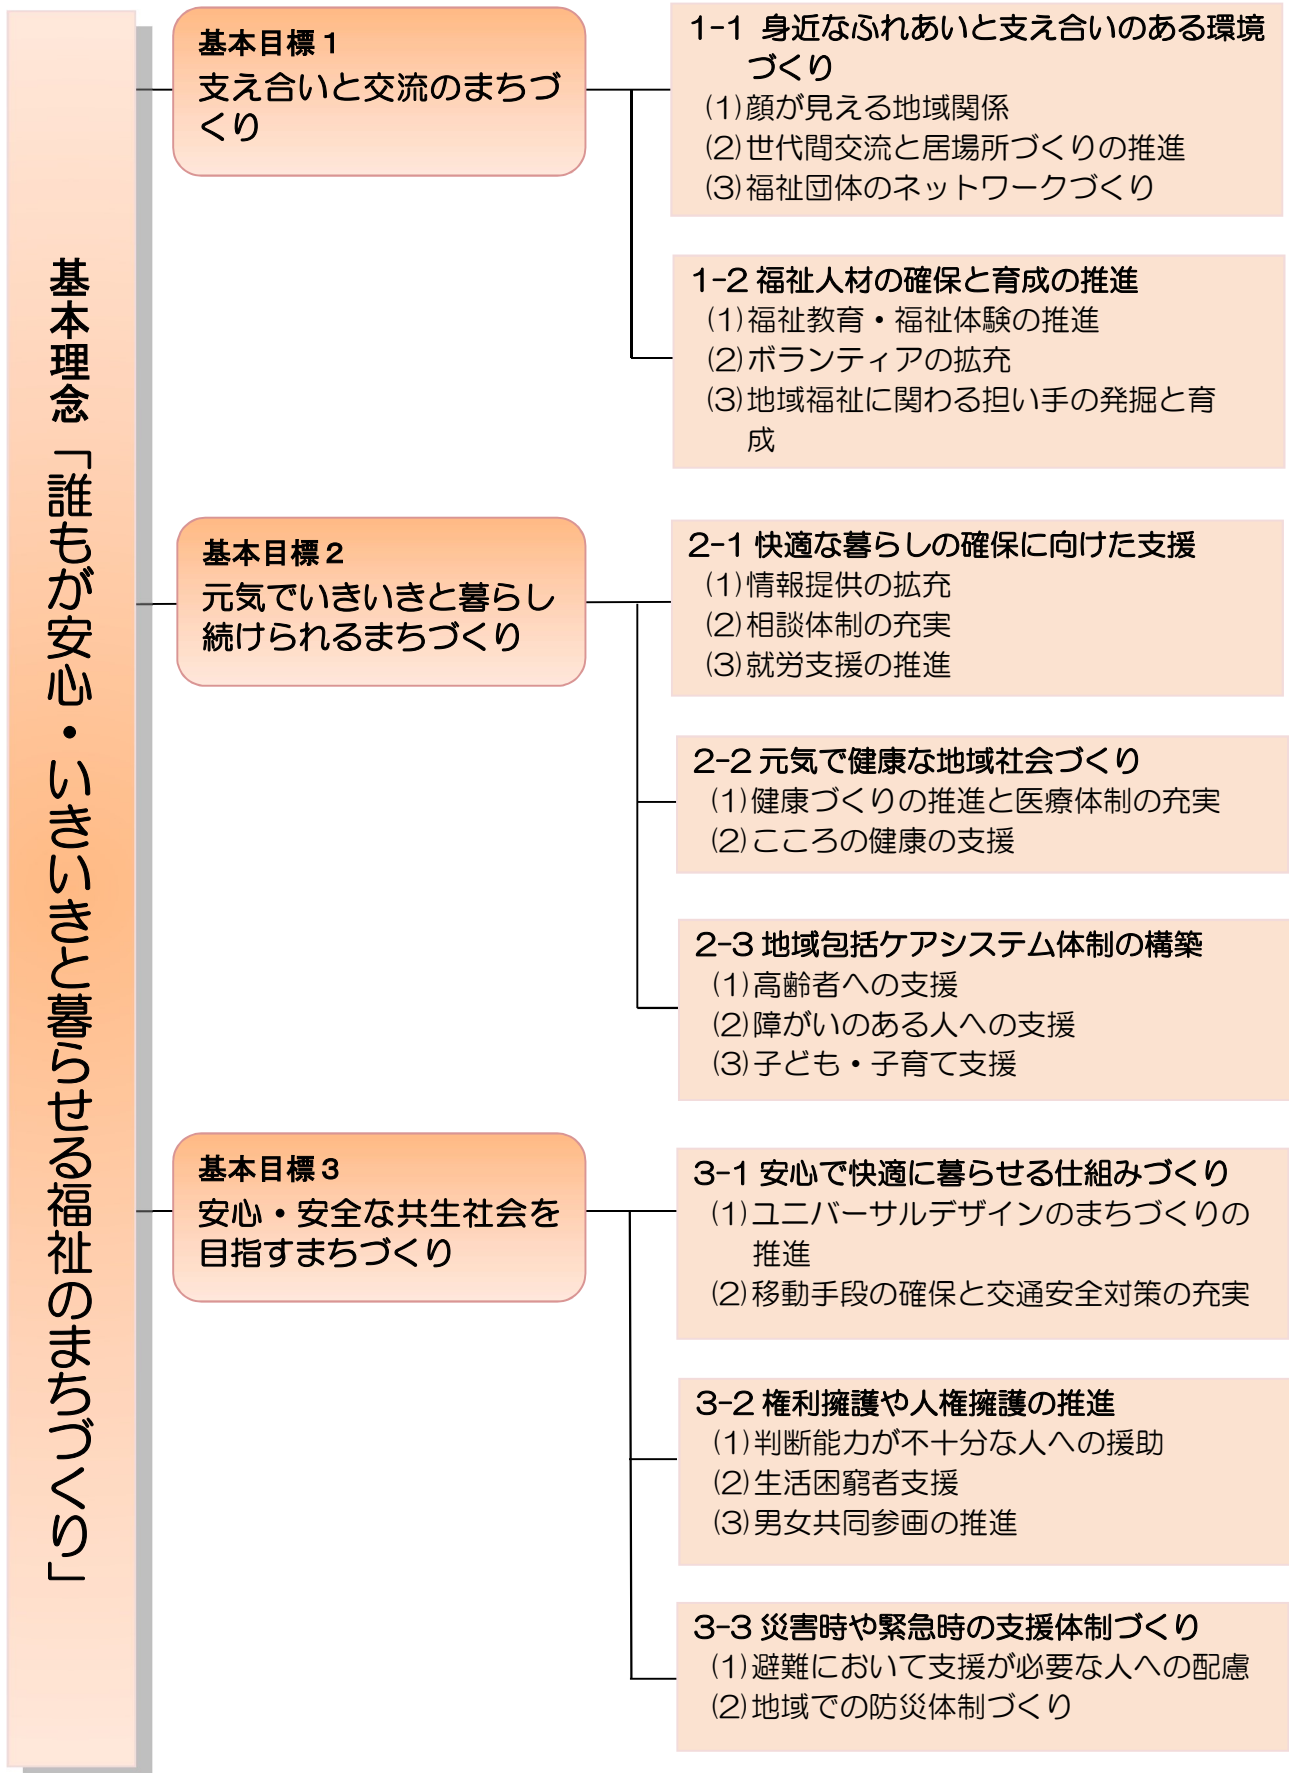 基本理念「誰もが安心・いきいきと暮らせる福祉のまちづくり」
基本目標１
支え合いと交流のまちづ
くり
1-1 身近なふれあいと支え合いのある環境
づくり
(1)顔が見える地域関係
(2)世代間交流と居場所づくりの推進
(3)福祉団体のネットワークづくり
1-2 福祉人材の確保と育成の推進
(1)福祉教育・福祉体験の推進
(2)ボランティアの拡充
(3)地域福祉に関わる担い手の発掘と育
成
基本目標２
元気でいきいきと暮らし
続けられるまちづくり
2-1 快適な暮らしの確保に向けた支援
(1)情報提供の拡充
(2)相談体制の充実
(3)就労支援の推進
2-2 元気で健康な地域社会づくり
(1)健康づくりの推進と医療体制の充実
(2)こころの健康の支援
2-3 地域包括ケアシステム体制の構築
(1)高齢者への支援
(2)障がいのある人への支援
(3)子ども・子育て支援
基本目標３
安心・安全な共生社会を
目指すまちづくり
3-1 安心で快適に暮らせる仕組みづくり
(1)ユニバーサルデザインのまちづくりの
推進
(2)移動手段の確保と交通安全対策の充実
3-2 権利擁護や人権擁護の推進
(1)判断能力が不十分な人への援助
(2)生活困窮者支援
(3)男女共同参画の推進
3-3 災害時や緊急時の支援体制づくり
(1)避難において支援が必要な人への配慮
(2)地域での防災体制づくり